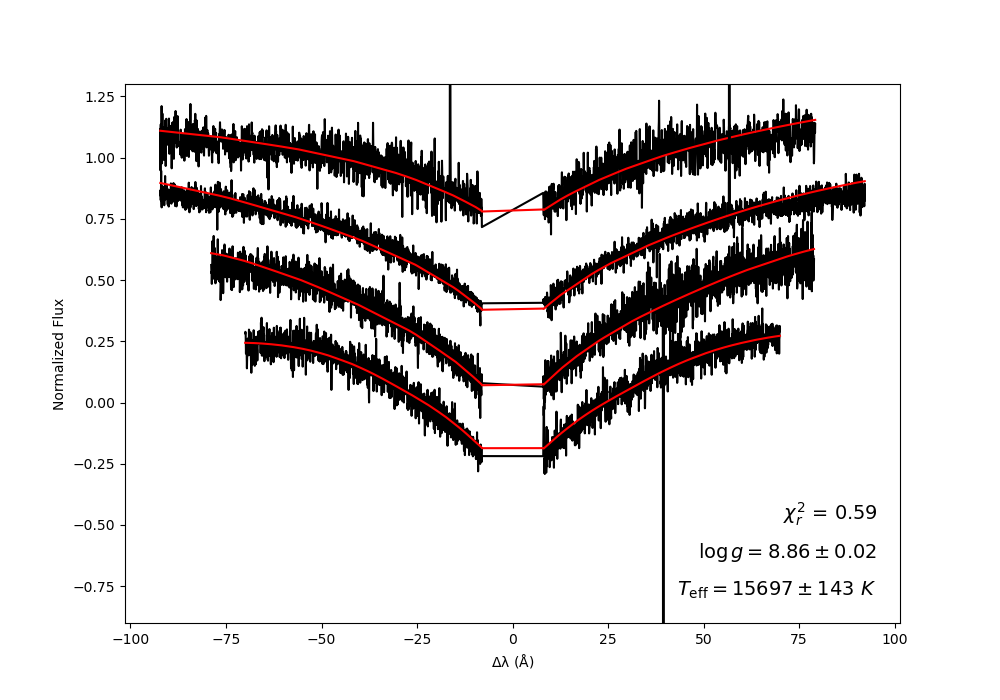 Normalized Flux
1.25
1.00
0.75
0.50
0.25
0.00
−0.25
−0.50
−0.75
χ²ᵣ = 0.59
log g = 8.86 ± 0.02
T_eff = 15697 ± 143 K
−100 −75 −50 −25 0 25 50 75 100
Δλ (Å)